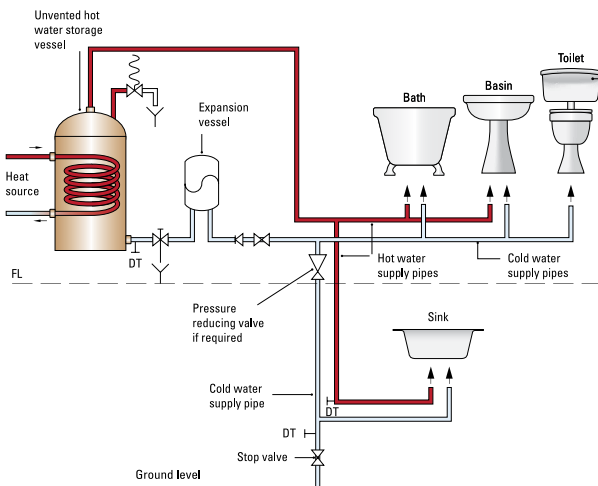 Unvented hot
water storage
vessel
Expansion
vessel
Bath
Basin
Toilet
Heat
source
DT
FL
Hot water
supply pipes
Cold water
supply pipes
Pressure
reducing valve
if required
Sink
Cold water
supply pipe
DT
DT
Stop valve
Ground level